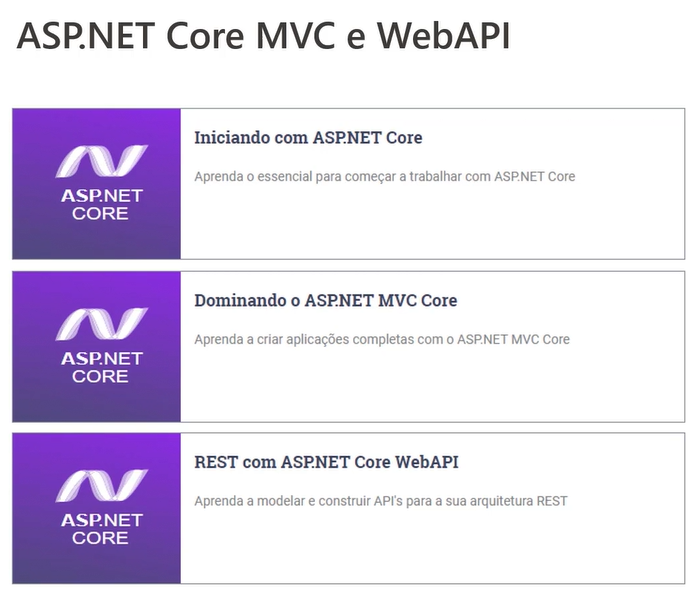 ASP.NET Core MVC e WebAPI
ASP.NET
CORE
Iniciando com ASP.NET Core
Aprenda o essencial para começar a trabalhar com ASP.NET Core
ASP.NET
CORE
Dominando o ASP.NET MVC Core
Aprenda a criar aplicações completas com o ASP.NET MVC Core
ASP.NET
CORE
REST com ASP.NET Core WebAPI
Aprenda a modelar e construir API's para a sua arquitetura REST